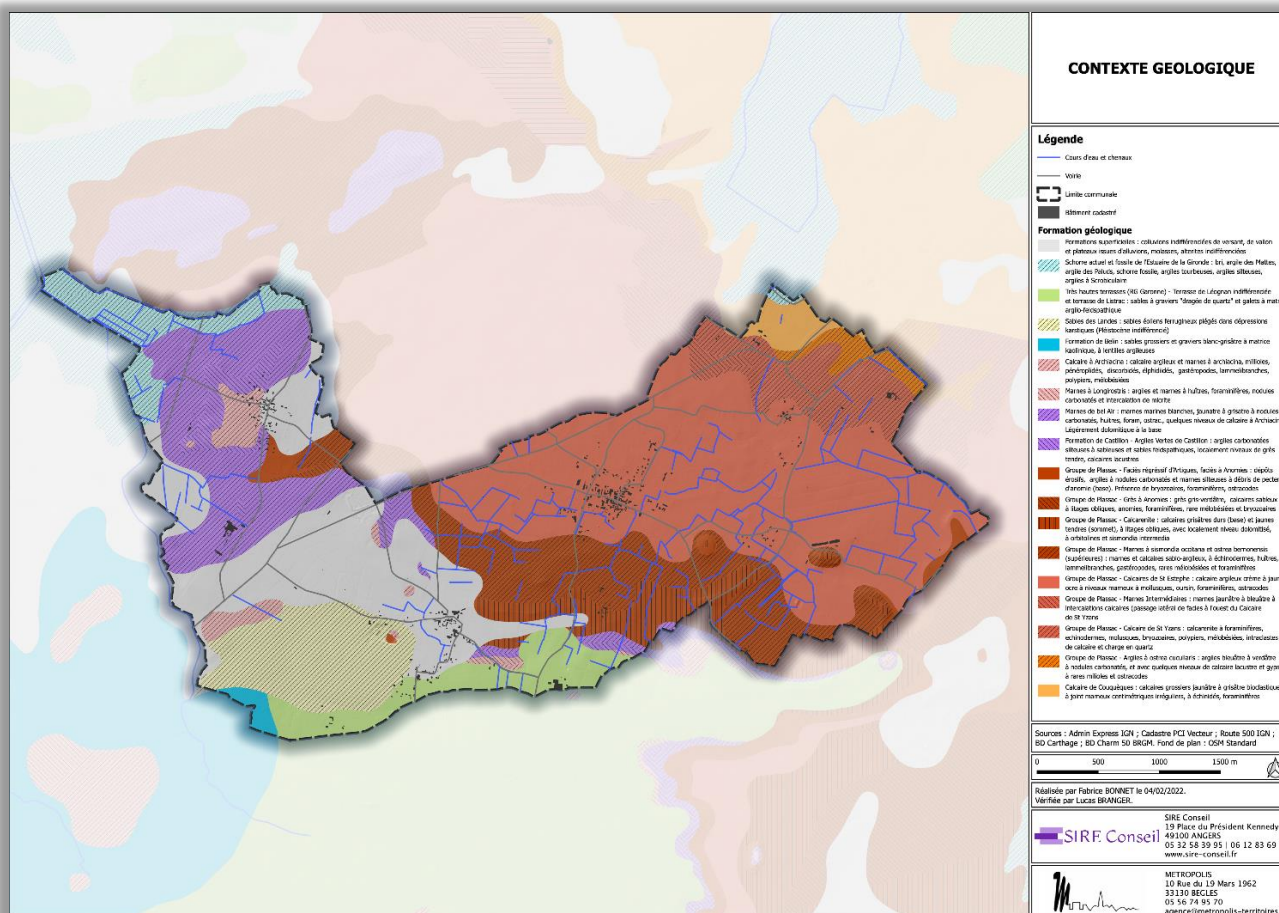 CONTEXTE GEOLOGIQUE
Légende
Cours d'eau et chenaux
Voirie
Limite communale
Bâtiment cadastré
Formation géologique
Formations superficielles : colluvions indifférenciées de versant, de vallon
et plateaux issues d'alluvions, molasses, altérites indifférenciées
Schorre actuel et fossile de l'Estuaire de la Gironde : bri, argile des Mattes,
argile des Paluds, schorre fossile, argiles tourbeuses, argiles silteuses,
argiles à Scrobiculaire
Très hautes terrasses (RG Garonne) - Terrasse de Léognan indifférenciée
et terrasse de Listrac : sables à graviers "dragée de quartz" et galets à matr
argilo-feldspathique
Sables des Landes : sables éoliens ferrugineux piégés dans dépressions
karstiques (Pléistocène indifférencié)
Formation de Belin : sables grossiers et graviers blanc-grisâtre à matrice
kaolinique, à lentilles argileuses
Calcaire à Archiacina : calcaire argileux et marnes à archiacina, milioles,
pénéroplidés, discorbidés, élphidiidés, gastéropodes, lammelibranches,
polypiers, mélobésiées
Marnes à Longirostris : argiles et marnes à huîtres, foraminifères, nodules
carbonatés et intercalation de micrite
Marnes de bel Air : marnes marines blanches, jaunatre à grisatre à nodules
carbonatés, huitres, foram, ostrac., quelques niveaux de calcaire à Archiacin
Légèrement dolomitique à la base
Formation de Castillon - Argiles Vertes de Castillon : argiles carbonatées
silteuses à sableuses et sables feldspathiques, localement niveaux de grès
tendre, calcaires lacustres
Groupe de Plassac - Faciès régressif d'Artigues, faciès à Anomies : dépôts
érosifs, argiles à nodules carbonatés et marnes silteuses à débris de pecten
d'anomie (base). Présence de bryozoaires, foraminifères, ostracodes
Groupe de Plassac - Grès à Anomies : grès gris-verdâtre, calcaires sableux
à litages obliques, anomies, foraminifères, rare mélobésiées et bryozoaires
Groupe de Plassac - Calcarenite : calcaires grisâtres durs (base) et jaunes
tendres (sommet), à litages obliques, avec localement niveau dolomitisé,
à orbitolines et sismondia intermedia
Groupe de Plassac - Marnes à sismondia occitana et ostrea bersonensis
(supérieures) : marnes et calcaires sablo-argileux, à échinodermes, huîtres,
lammelibranches, gastéropodes, rares mélobésiées et foraminifères
Groupe de Plassac - Calcaires de St Estèphe : calcaire argileux crème à jaun
ocre à niveaux marneux à mollusques, oursin, foraminifères, ostracodes
Groupe de Plassac - Marnes Intermédiaires : marnes jaunâtre à bleuâtre à
intercalations calcaires (passage latéral de faciès à l'ouest du Calcaire
de St Yzans
Groupe de Plassac - Calcaire de St Yzans : calcarenite à foraminifères,
echinodermes, molusques, bryozoaires, polypiers, mélobésiées, intraclastes
de calcaire et charge en quartz
Groupe de Plassac - Argiles à ostrea cucularis : argiles bleuâtre à verdâtre
à nodules carbonatés, et avec quelques niveaux de calcaire lacustre et gyps
à rares milioles et ostracodes
Calcaire de Couquèques : calcaires grossiers jaunâtre à grisâtre bioclastique
à joint marneux centimétriques irréguliers, à échinidés, foraminifères
Sources : Admin Express IGN ; Cadastre PCI Vecteur ; Route 500 IGN ;
BD Carthage ; BD Charm 50 BRGM. Fond de plan : OSM Standard
0 500 1000 1500 m
Réalisée par Fabrice BONNET le 04/02/2022.
Vérifiée par Lucas BRANGER.
SIRE Conseil
SIRE Conseil
19 Place du Président Kennedy
49100 ANGERS
05 32 58 39 95 | 06 12 83 69
www.sire-conseil.fr
METROPOLIS
10 Rue du 19 Mars 1962
33130 BEGLES
05 56 74 95 70
agence@metropolis-territoires